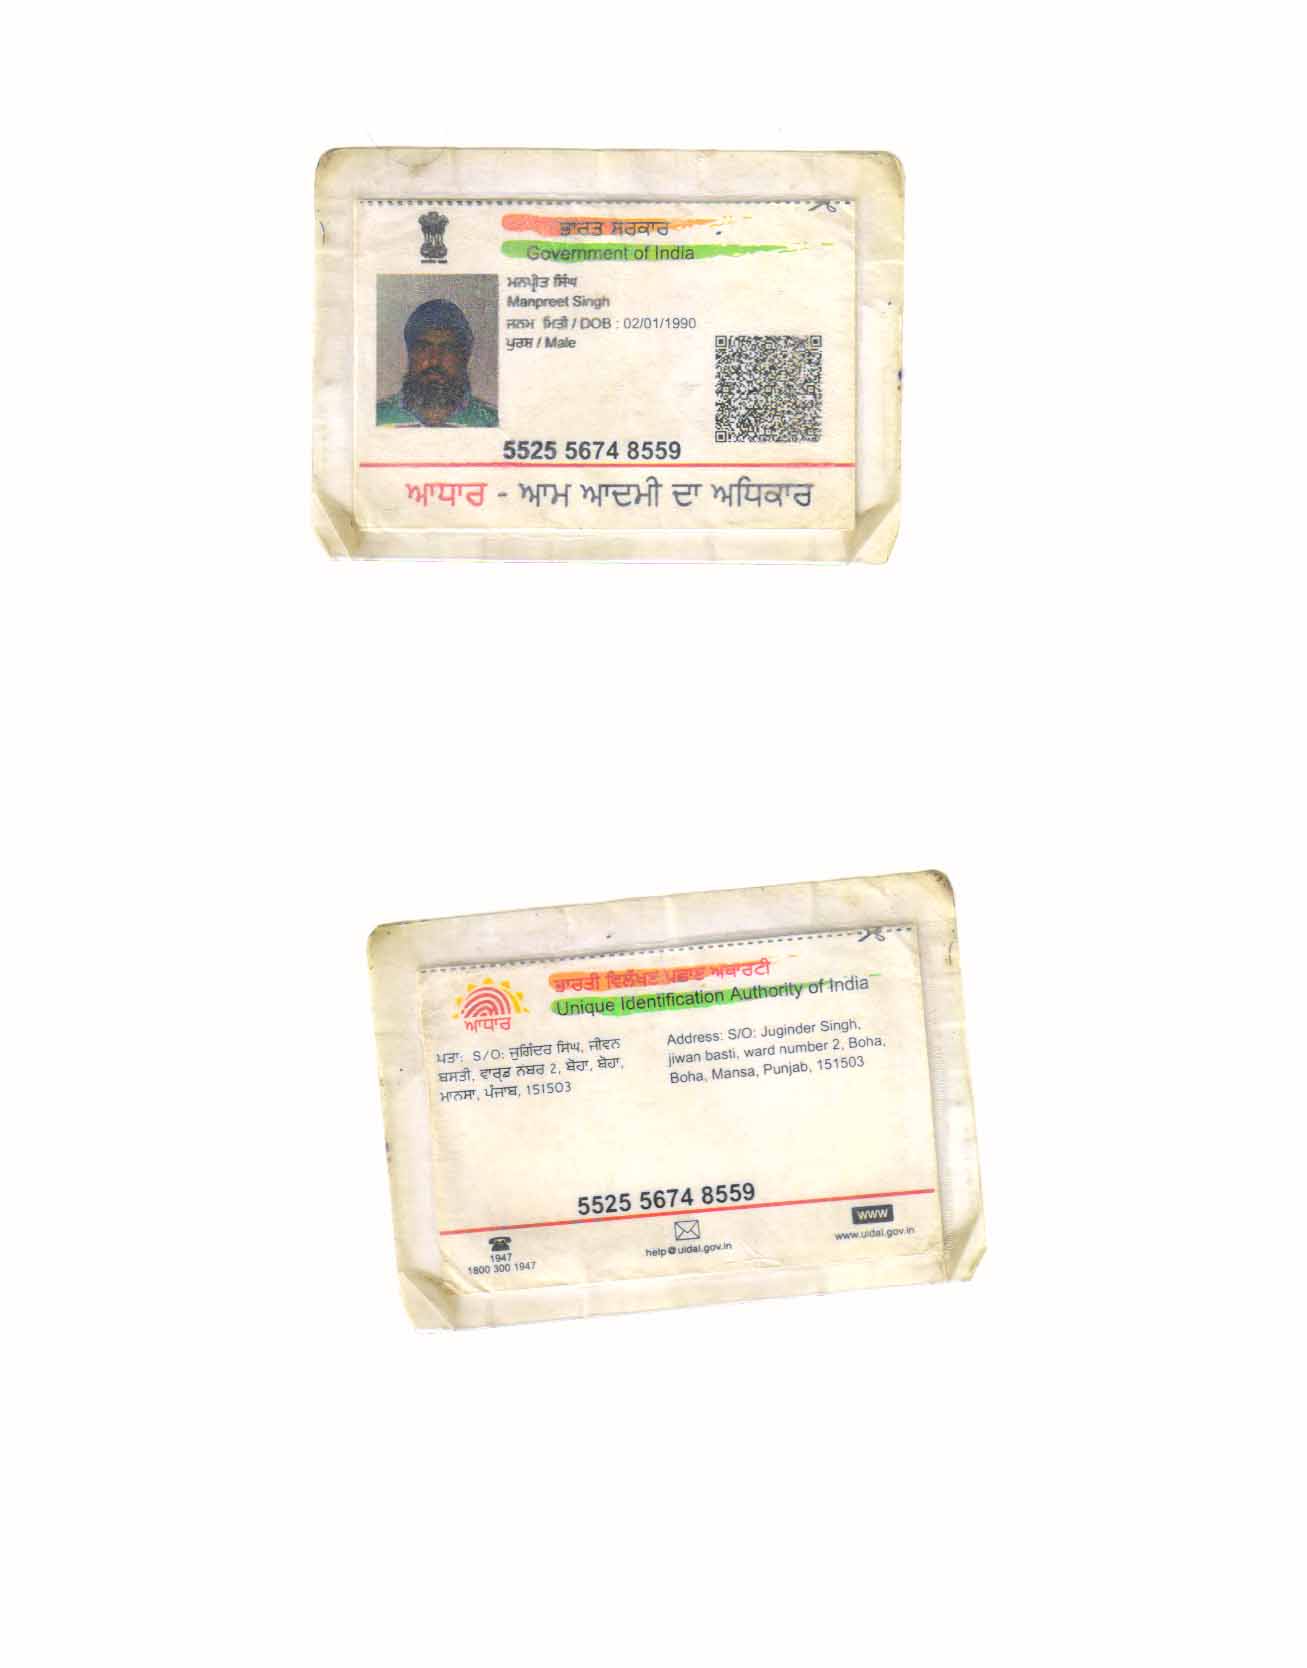 ਭਾਰਤ ਸਰਕਾਰ
Government of India
ਮਨਪ੍ਰੀਤ ਸਿੰਘ
Manpreet Singh
ਜਨਮ ਮਿਤੀ / DOB : 02/01/1990
ਪੁਰਸ਼ / Male
5525 5674 8559
ਆਧਾਰ - ਆਮ ਆਦਮੀ ਦਾ ਅਧਿਕਾਰ
ਭਾਰਤੀ ਵਿਲੱਖਣ ਪਛਾਣ ਅਥਾਰਟੀ
Unique Identification Authority of India
ਆਧਾਰ
ਪਤਾ: S/O: ਜੁਗਿੰਦਰ ਸਿੰਘ, ਜੀਵਨ
ਬਸਤੀ, ਵਾਰ੍ਡ ਨੰਬਰ 2, ਬੋਹਾ, ਬੋਹਾ,
ਮਾਨਸਾ, ਪੰਜਾਬ, 151503
Address: S/O: Juginder Singh,
jiwan basti, ward number 2, Boha,
Boha, Mansa, Punjab, 151503
5525 5674 8559
1947
1800 300 1947
help@uidai.gov.in
WWW
www.uidai.gov.in